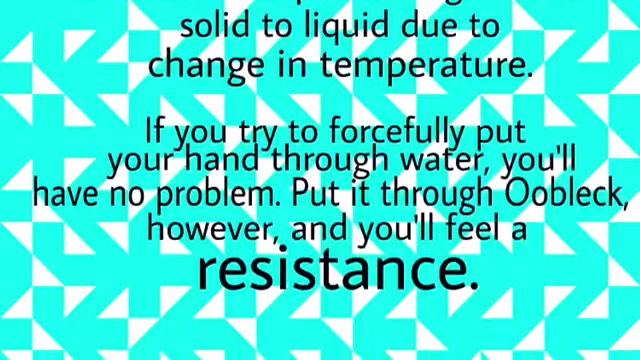 solid to liquid due to
change in temperature.
If you try to forcefully put
your hand through water, you'll
have no problem. Put it through Oobleck,
however, and you'll feel a
resistance.